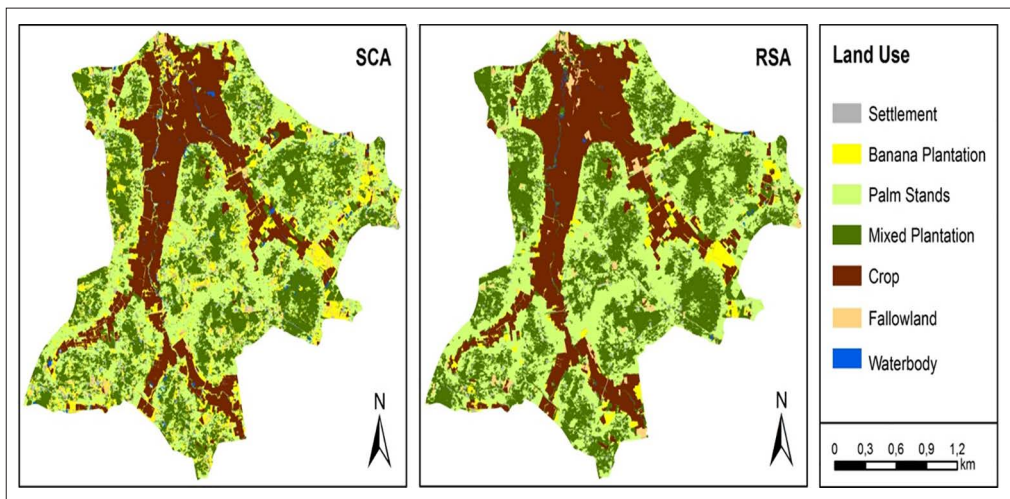 SCA
N
RSA
N
Land Use
Settlement
Banana Plantation
Palm Stands
Mixed Plantation
Crop
Fallowland
Waterbody
0 0,3 0,6 0,9 1,2
km